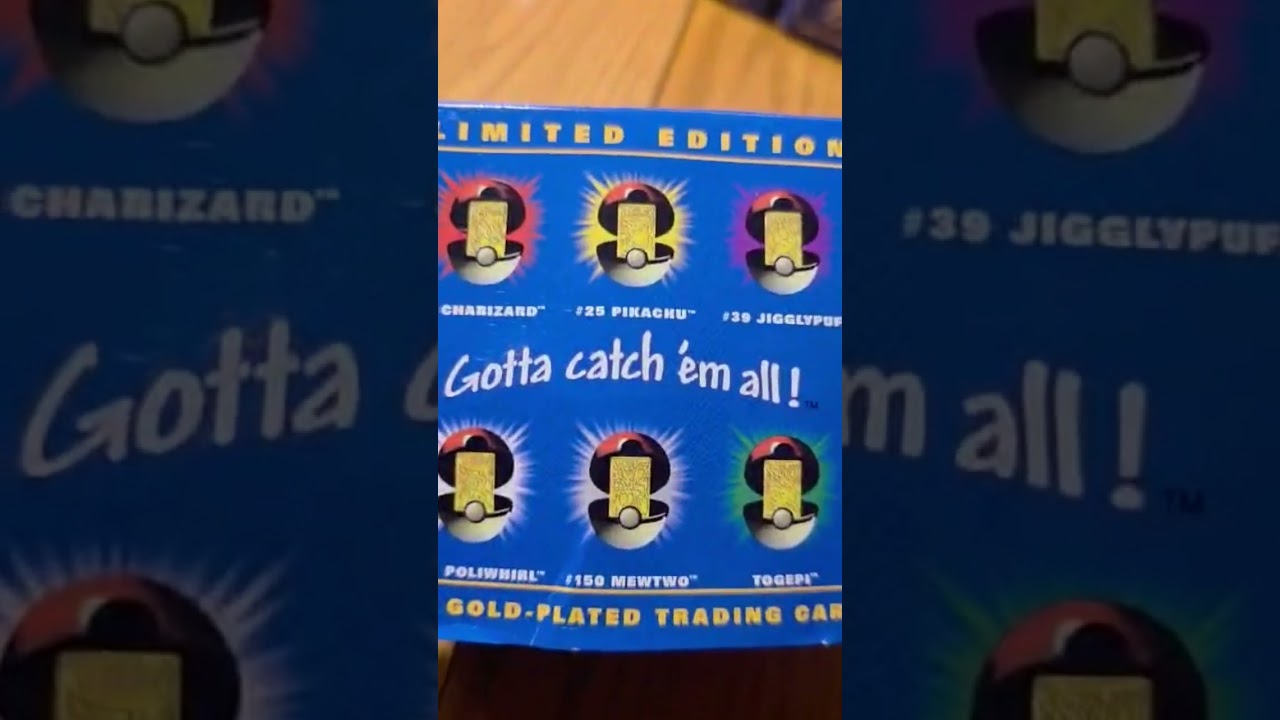 LIMITED EDITION
CHARIZARD™ #25 PIKACHU™ #39 JIGGLYPUF
Gotta catch 'em all!™
POLIWHIRL™ #150 MEWTWO™ TOGEPI™
GOLD-PLATED TRADING CAR